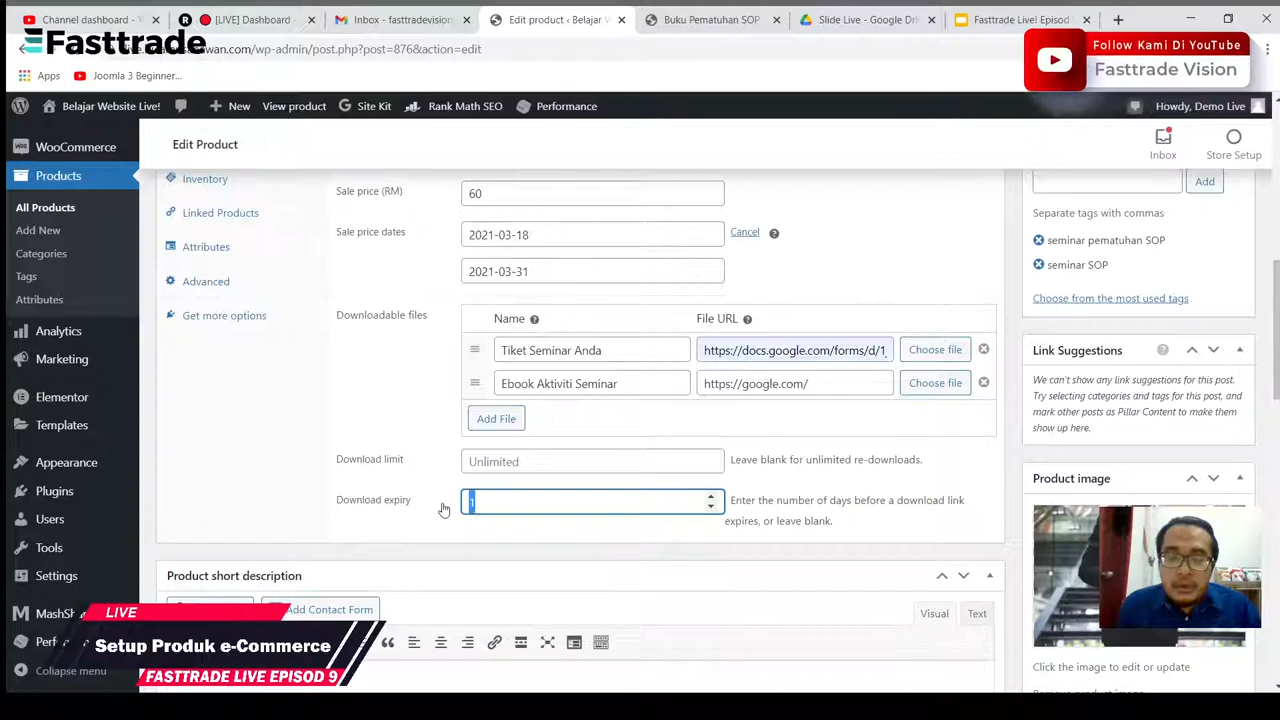 Channel dashboard - YouTube
[LIVE] Dashboard -
Inbox - fasttradevision
Edit product ‹ Belajar
Buku Pematuhan SOP
Slide Live - Google Dri
Fasttrade Live! Episod
Fasttrade
wan.com/wp-admin/post.php?post=876&action=edit
Follow Kami Di YouTube
Fasttrade Vision
Apps
Joomla 3 Beginner...
Belajar Website Live!
New
View product
Site Kit
Rank Math SEO
Performance
Howdy, Demo Live
WooCommerce
Products
All Products
Add New
Categories
Tags
Attributes
Analytics
Marketing
Elementor
Templates
Appearance
Plugins
Users
Tools
Settings
MashSh
Perf
Collapse menu
Edit Product
Inbox
Store Setup
Inventory
Linked Products
Attributes
Advanced
Get more options
Sale price (RM)
60
Sale price dates
2021-03-18
Cancel
2021-03-31
Downloadable files
Name
File URL
Tiket Seminar Anda
https://docs.google.com/forms/d/1
Choose file
Ebook Aktiviti Seminar
https://google.com/
Choose file
Add File
Download limit
Unlimited
Leave blank for unlimited re-downloads.
Download expiry
1
Enter the number of days before a download link
expires, or leave blank.
Product short description
Add Contact Form
Visual
Text
Add
Separate tags with commas
seminar pematuhan SOP
seminar SOP
Choose from the most used tags
Link Suggestions
We can't show any link suggestions for this post.
Try selecting categories and tags for this post, and
mark other posts as Pillar Content to make them
show up here.
Product image
Click the image to edit or update
LIVE
Setup Produk e-Commerce
FASTTRADE LIVE EPISOD 9